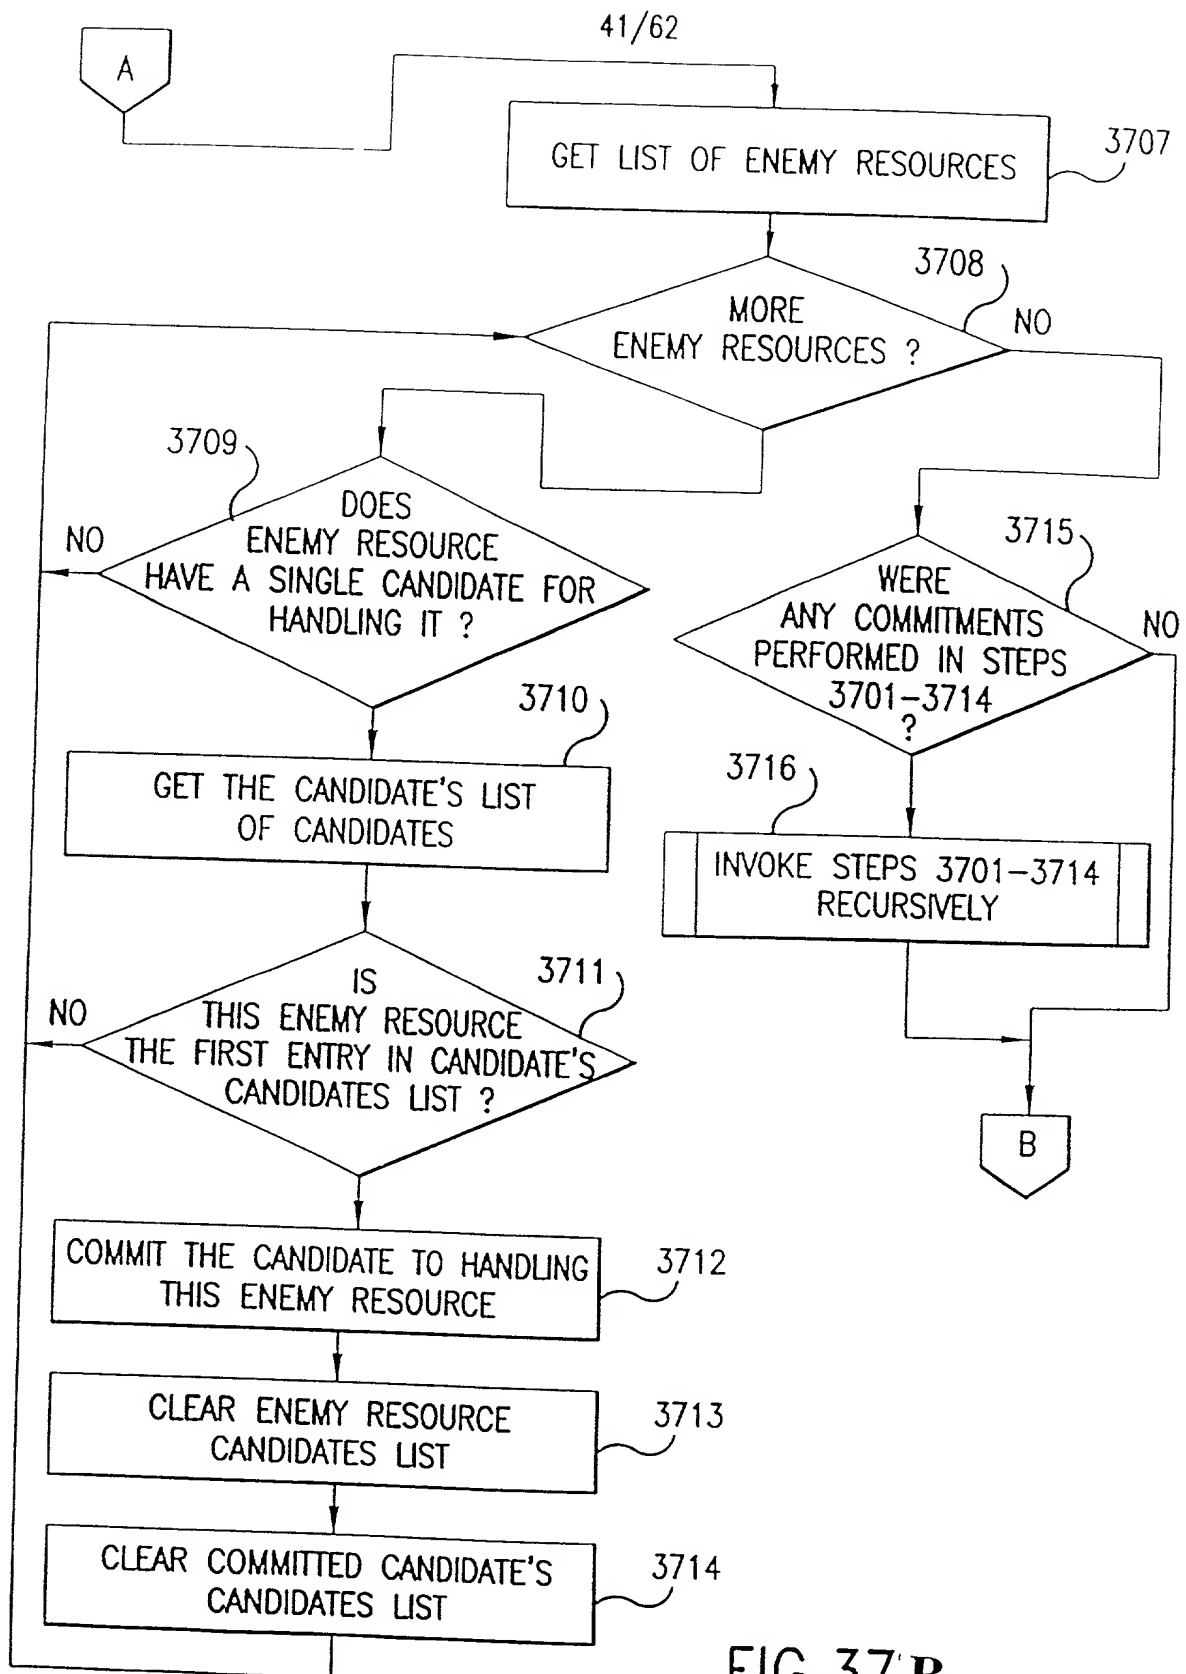 41/62
A
GET LIST OF ENEMY RESOURCES
3707
3708
MORE
ENEMY RESOURCES ?
NO
3709
DOES
ENEMY RESOURCE
HAVE A SINGLE CANDIDATE FOR
HANDLING IT ?
NO
3710
GET THE CANDIDATE'S LIST
OF CANDIDATES
3711
IS
THIS ENEMY RESOURCE
THE FIRST ENTRY IN CANDIDATE'S
CANDIDATES LIST ?
NO
COMMIT THE CANDIDATE TO HANDLING
THIS ENEMY RESOURCE
3712
CLEAR ENEMY RESOURCE
CANDIDATES LIST
3713
CLEAR COMMITTED CANDIDATE'S
CANDIDATES LIST
3714
3715
WERE
ANY COMMITMENTS
PERFORMED IN STEPS
3701-3714
?
NO
3716
INVOKE STEPS 3701-3714
RECURSIVELY
B
FIG. 37B